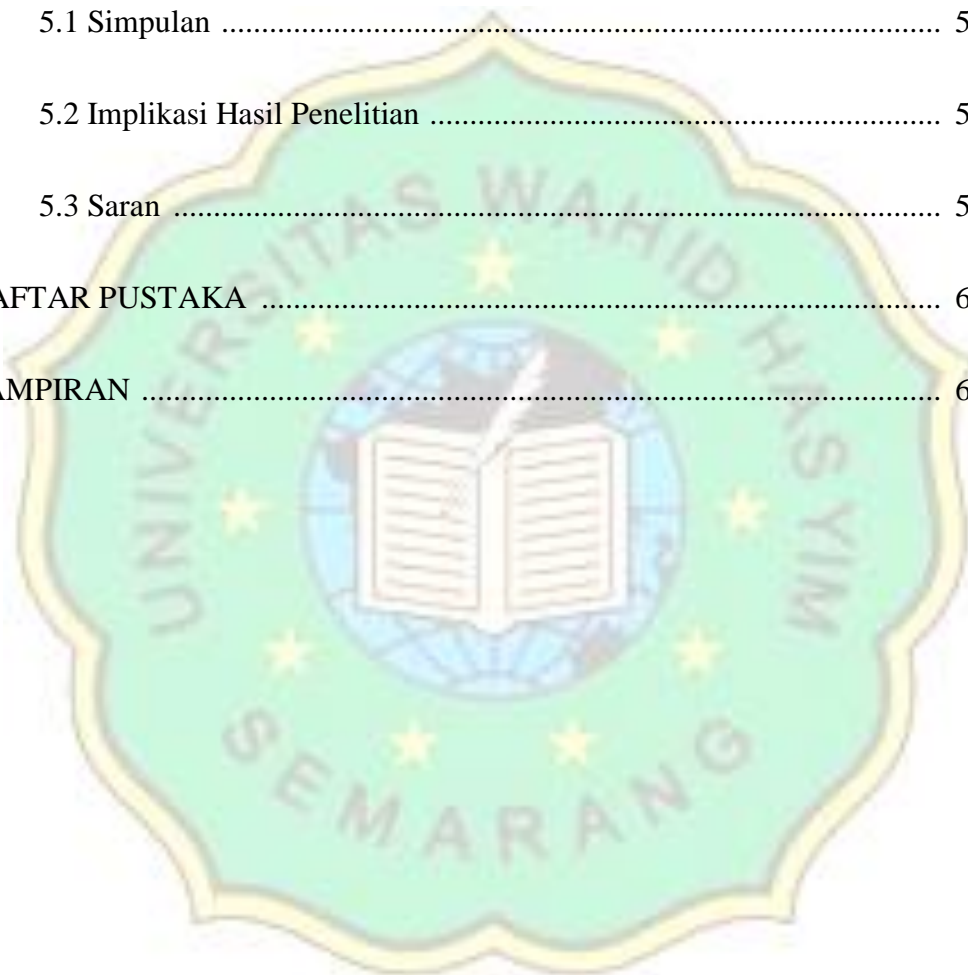 5.1 Simpulan .......................................................................................... 5
5.2 Implikasi Hasil Penelitian ................................................................ 5
5.3 Saran ................................................................................................ 5
AFTAR PUSTAKA ..................................................................................... 6
AMPIRAN .................................................................................................... 6
UNIVERSITAS WAHID HASYIM
SEMARANG